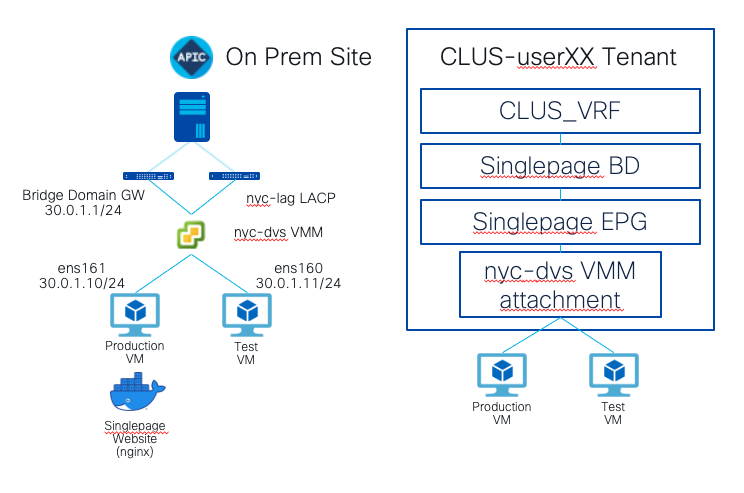 APIC
On Prem Site
Bridge Domain GW
30.0.1.1/24
nyc-lag LACP
nyc-dvs VMM
ens161
30.0.1.10/24
ens160
30.0.1.11/24
Production
VM
Test
VM
Singlepage
Website
(nginx)
CLUS-userXX Tenant
CLUS_VRF
Singlepage BD
Singlepage EPG
nyc-dvs VMM
attachment
Production
VM
Test
VM